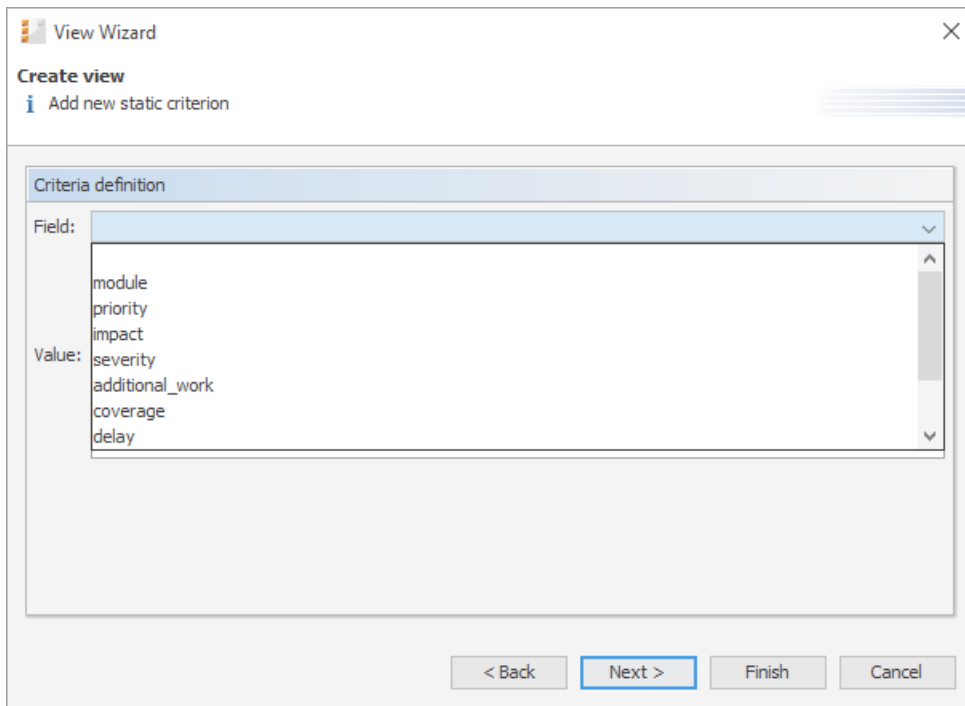 View Wizard
Create view
i Add new static criterion
Criteria definition
Field:
module
priority
impact
Value:
severity
additional_work
coverage
delay
< Back Next > Finish Cancel